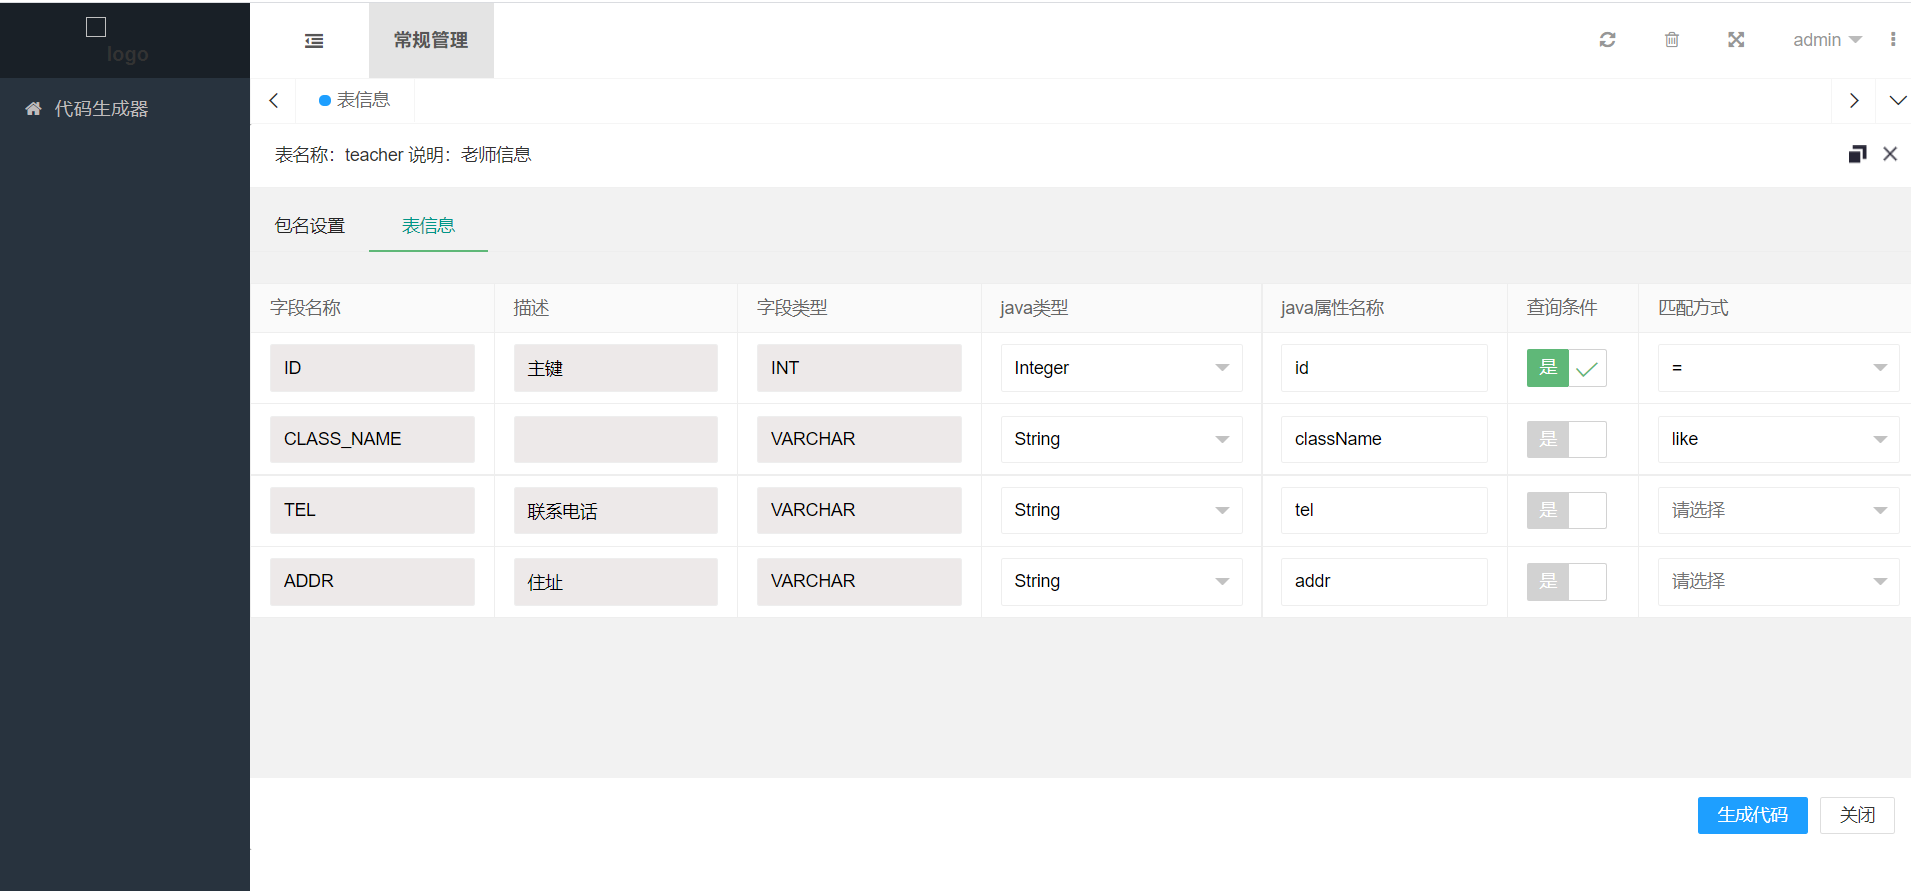 logo
常规管理
admin
代码生成器
表信息
表名称：teacher 说明：老师信息
包名设置 表信息
字段名称 描述 字段类型 java类型 java属性名称 查询条件 匹配方式
ID 主键 INT Integer id 是 =
CLASS_NAME VARCHAR String className 是 like
TEL 联系电话 VARCHAR String tel 是 请选择
ADDR 住址 VARCHAR String addr 是 请选择
生成代码 关闭